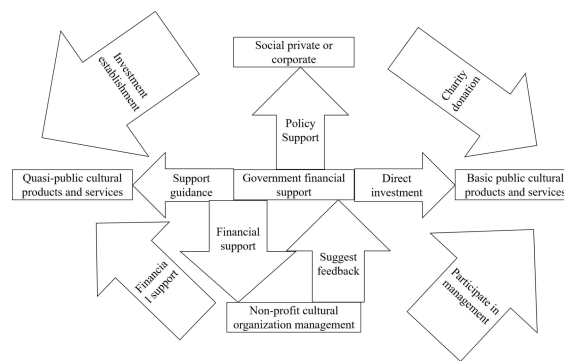 Social private or
corporate
Investment
establishment
Charity
donation
Policy
Support
Quasi-public cultural
products and services
Support
guidance
Government financial
support
Direct
investment
Basic public cultural
products and services
Financial
support
Suggest
feedback
Financia
l support
Participate in
management
Non-profit cultural
organization management